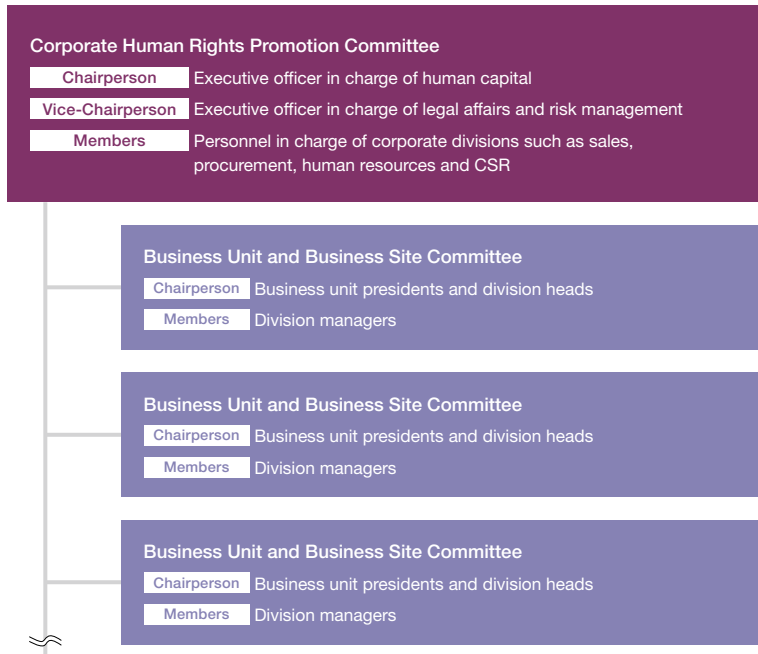 Corporate Human Rights Promotion Committee
Chairperson Executive officer in charge of human capital
Vice-Chairperson Executive officer in charge of legal affairs and risk management
Members Personnel in charge of corporate divisions such as sales,
procurement, human resources and CSR
Business Unit and Business Site Committee
Chairperson Business unit presidents and division heads
Members Division managers
Business Unit and Business Site Committee
Chairperson Business unit presidents and division heads
Members Division managers
Business Unit and Business Site Committee
Chairperson Business unit presidents and division heads
Members Division managers